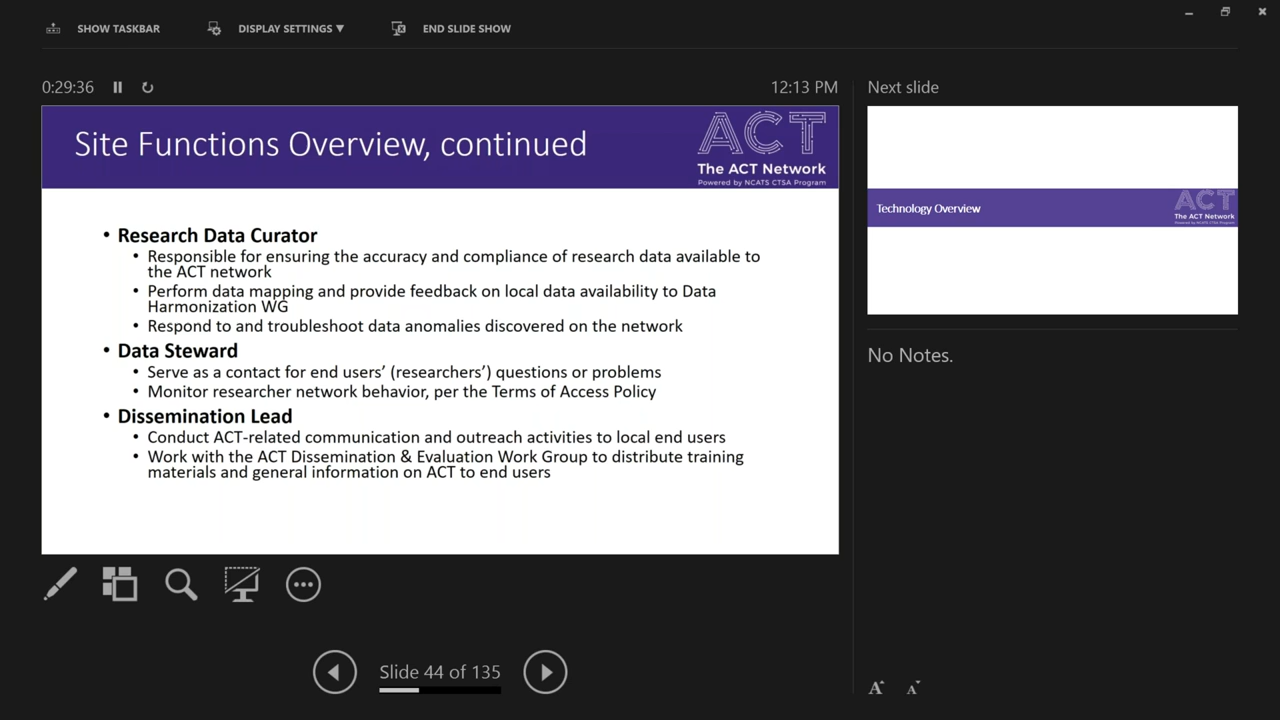 SHOW TASKBAR
DISPLAY SETTINGS ▼
END SLIDE SHOW
0:29:36
12:13 PM
Next slide
Site Functions Overview, continued
ACT
The ACT Network
Powered by NCATS CTSA Program
• Research Data Curator
• Responsible for ensuring the accuracy and compliance of research data available to
the ACT network
• Perform data mapping and provide feedback on local data availability to Data
Harmonization WG
• Respond to and troubleshoot data anomalies discovered on the network
• Data Steward
• Serve as a contact for end users’ (researchers’) questions or problems
• Monitor researcher network behavior, per the Terms of Access Policy
• Dissemination Lead
• Conduct ACT-related communication and outreach activities to local end users
• Work with the ACT Dissemination & Evaluation Work Group to distribute training
materials and general information on ACT to end users
Technology Overview
ACT
The ACT Network
Powered by NCATS CTSA Program
No Notes.
Slide 44 of 135
A A